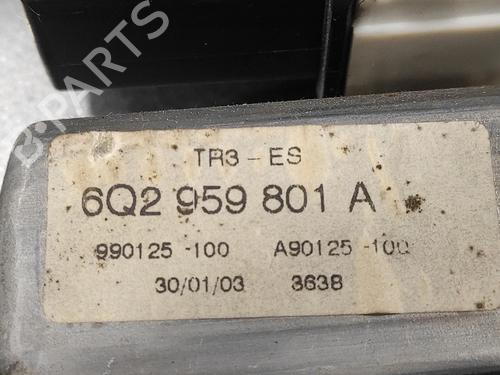 B-PARTS
TR3 - ES
6Q2 959 801 A
990125 -100 A90125 -100
30/01/03 3638